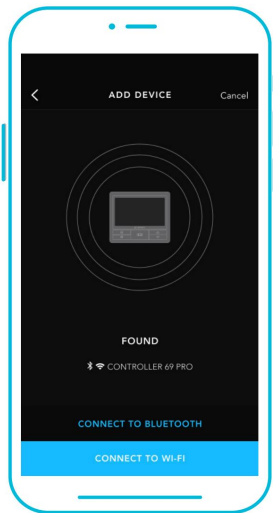 ADD DEVICE Cancel
FOUND
CONTROLLER 69 PRO
CONNECT TO BLUETOOTH
CONNECT TO WI-FI